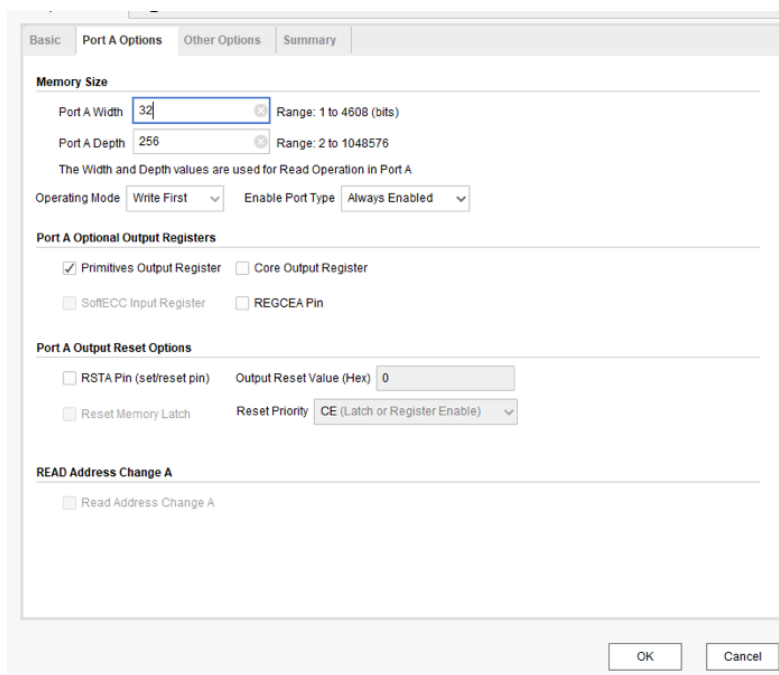 Basic Port A Options Other Options Summary
Memory Size
Port A Width 32 Range: 1 to 4608 (bits)
Port A Depth 256 Range: 2 to 1048576
The Width and Depth values are used for Read Operation in Port A
Operating Mode Write First Enable Port Type Always Enabled
Port A Optional Output Registers
Primitives Output Register Core Output Register
SoftECC Input Register REGCEA Pin
Port A Output Reset Options
RSTA Pin (set/reset pin) Output Reset Value (Hex) 0
Reset Memory Latch Reset Priority CE (Latch or Register Enable)
READ Address Change A
Read Address Change A
OK Cancel